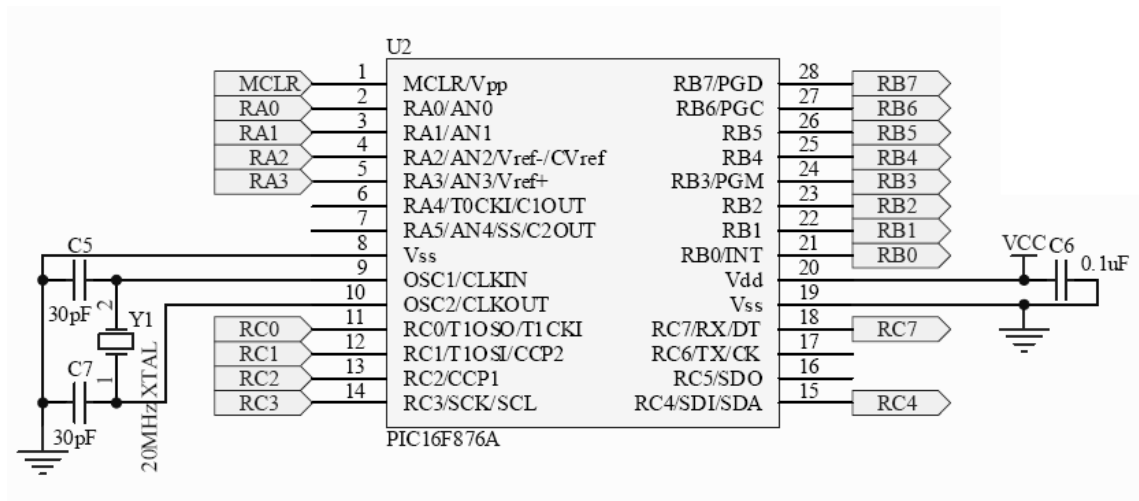 U2
MCLR 1 MCLR/Vpp RB7/PGD 28 RB7
RA0 2 RA0/AN0 RB6/PGC 27 RB6
RA1 3 RA1/AN1 RB5 26 RB5
RA2 4 RA2/AN2/Vref-/CVref RB4 25 RB4
RA3 5 RA3/AN3/Vref+ RB3/PGM 24 RB3
6 RA4/T0CKI/C1OUT RB2 23 RB2
7 RA5/AN4/SS/C2OUT RB1 22 RB1
C5 8 Vss RB0/INT 21 RB0 VCC C6
9 OSC1/CLKIN Vdd 20 0.1uF
30pF 2 10 OSC2/CLKOUT Vss 19
Y1
RC0 11 RC0/T1OSO/T1CKI RC7/RX/DT 18 RC7
RC1 12 RC1/T1OSI/CCP2 RC6/TX/CK 17
C7 1 RC2 13 RC2/CCP1 RC5/SDO 16
RC3 14 RC3/SCK/SCL RC4/SDI/SDA 15 RC4
30pF
20MHz XTAL
PIC16F876A